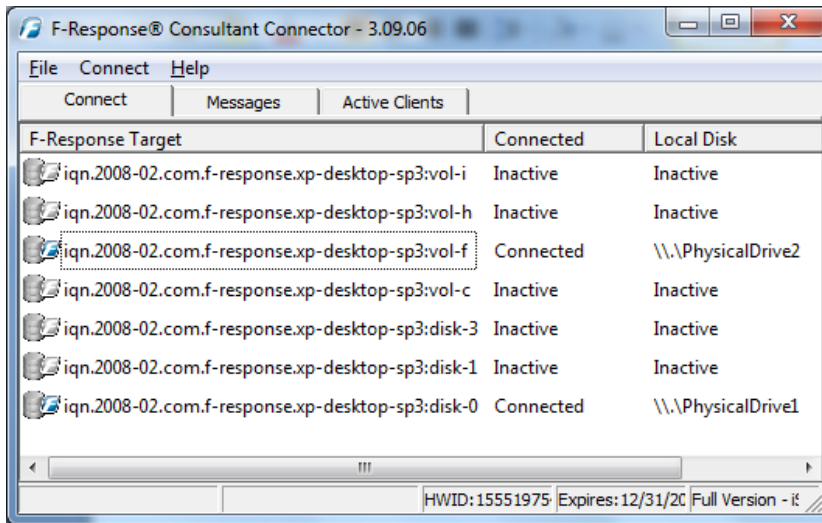 F-Response® Consultant Connector - 3.09.06
File Connect Help
Connect Messages Active Clients
F-Response Target Connected Local Disk
iqn.2008-02.com.f-response.xp-desktop-sp3:vol-i Inactive Inactive
iqn.2008-02.com.f-response.xp-desktop-sp3:vol-h Inactive Inactive
iqn.2008-02.com.f-response.xp-desktop-sp3:vol-f Connected \\.\PhysicalDrive2
iqn.2008-02.com.f-response.xp-desktop-sp3:vol-c Inactive Inactive
iqn.2008-02.com.f-response.xp-desktop-sp3:disk-3 Inactive Inactive
iqn.2008-02.com.f-response.xp-desktop-sp3:disk-1 Inactive Inactive
iqn.2008-02.com.f-response.xp-desktop-sp3:disk-0 Connected \\.\PhysicalDrive1
HWID:15551975 Expires:12/31/20 Full Version - iS